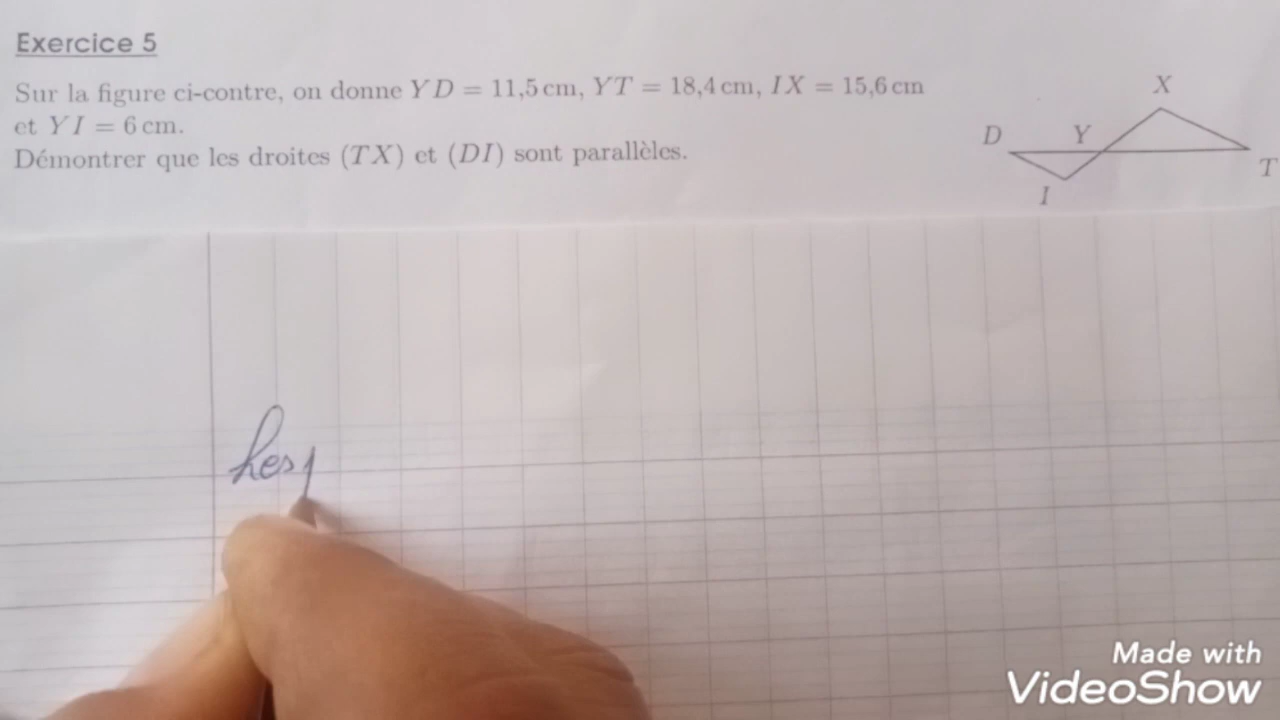 Exercice 5
Sur la figure ci-contre, on donne YD = 11,5 cm, YT = 18,4 cm, IX = 15,6 cm
et YI = 6 cm.
Démontrer que les droites (TX) et (DI) sont parallèles.
X
D
Y
T
I
Les
Made with
VideoShow